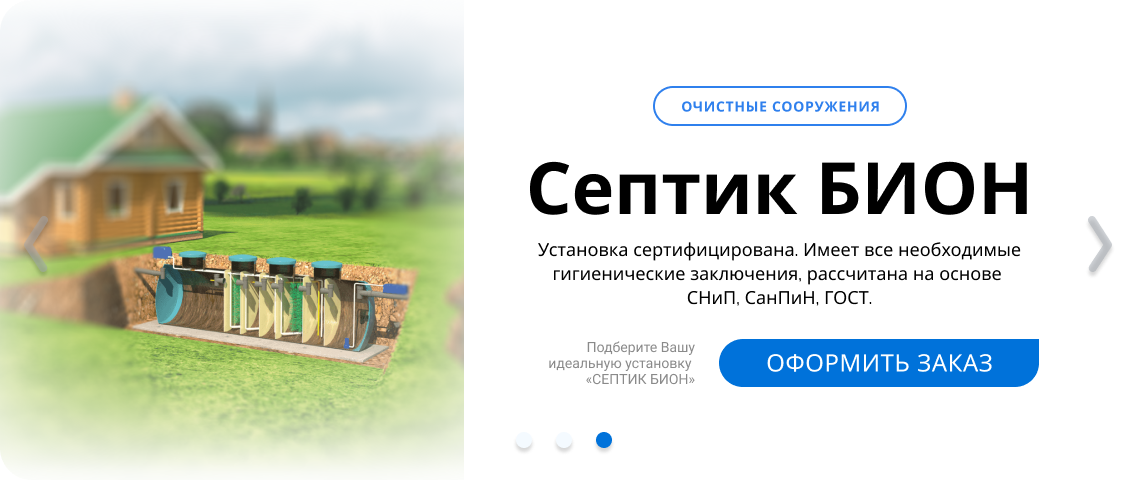 ОЧИСТНЫЕ СООРУЖЕНИЯ
Септик БИОН
Установка сертифицирована. Имеет все необходимые
гигиенические заключения, рассчитана на основе
СНиП, СанПиН, ГОСТ.
Подберите Вашу
идеальную установку
«СЕПТИК БИОН»
ОФОРМИТЬ ЗАКАЗ